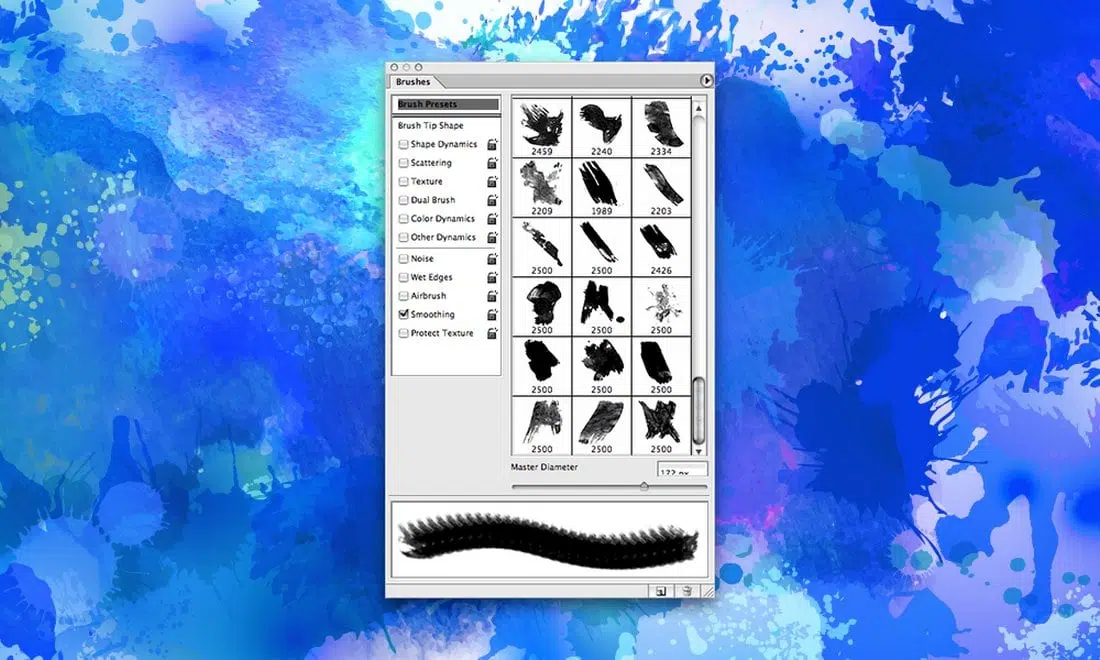 Brushes
Brush Presets
Brush Tip Shape
Shape Dynamics
Scattering
Texture
Dual Brush
Color Dynamics
Other Dynamics
Noise
Wet Edges
Airbrush
Smoothing
Protect Texture
2459 2240 2334
2209 1989 2203
2500 2500 2426
2500 2500 2500
2500 2500 2500
2500 2500 2500
Master Diameter
172 px